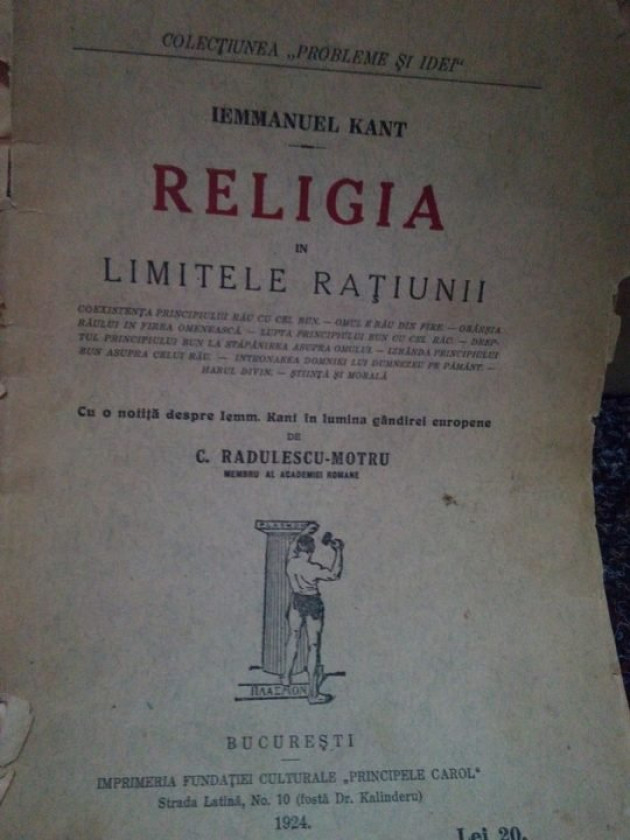 COLECȚIUNEA „PROBLEME ȘI IDEI"
IEMMANUEL KANT
RELIGIA
IN
LIMITELE RAȚIUNII
COEXISTENȚA PRINCIPIULUI RĂU CU CEL BUN. — OMUL E RĂU DIN FIRE. — OBÂRȘIA
RĂULUI IN FIREA OMENEASCĂ. — LUPTA PRINCIPIULUI BUN CU CEL RĂU. — DREP-
TUL PRINCIPIULUI BUN LA STĂPÂNIREA ASUPRA OMULUI. — IZBÂNDA PRINCIPIULUI
BUN ASUPRA CELUI RĂU. — INTRONAREA DOMNIEI LUI DUMNEZEU PE PĂMÂNT. —
HARUL DIVIN. — ȘTIINȚĂ ȘI MORALĂ
Cu o notiță despre Iemm. Kant în lumina gândirei europene
DE
C. RADULESCU-MOTRU
MEMBRU AL ACADEMIEI ROMANE
ΠΛΑΣΜΟΝ
BUCUREȘTI
IMPRIMERIA FUNDAȚIEI CULTURALE „PRINCIPELE CAROL"
Strada Latină, No. 10 (fostă Dr. Kalinderu)
1924.
Lei 20.